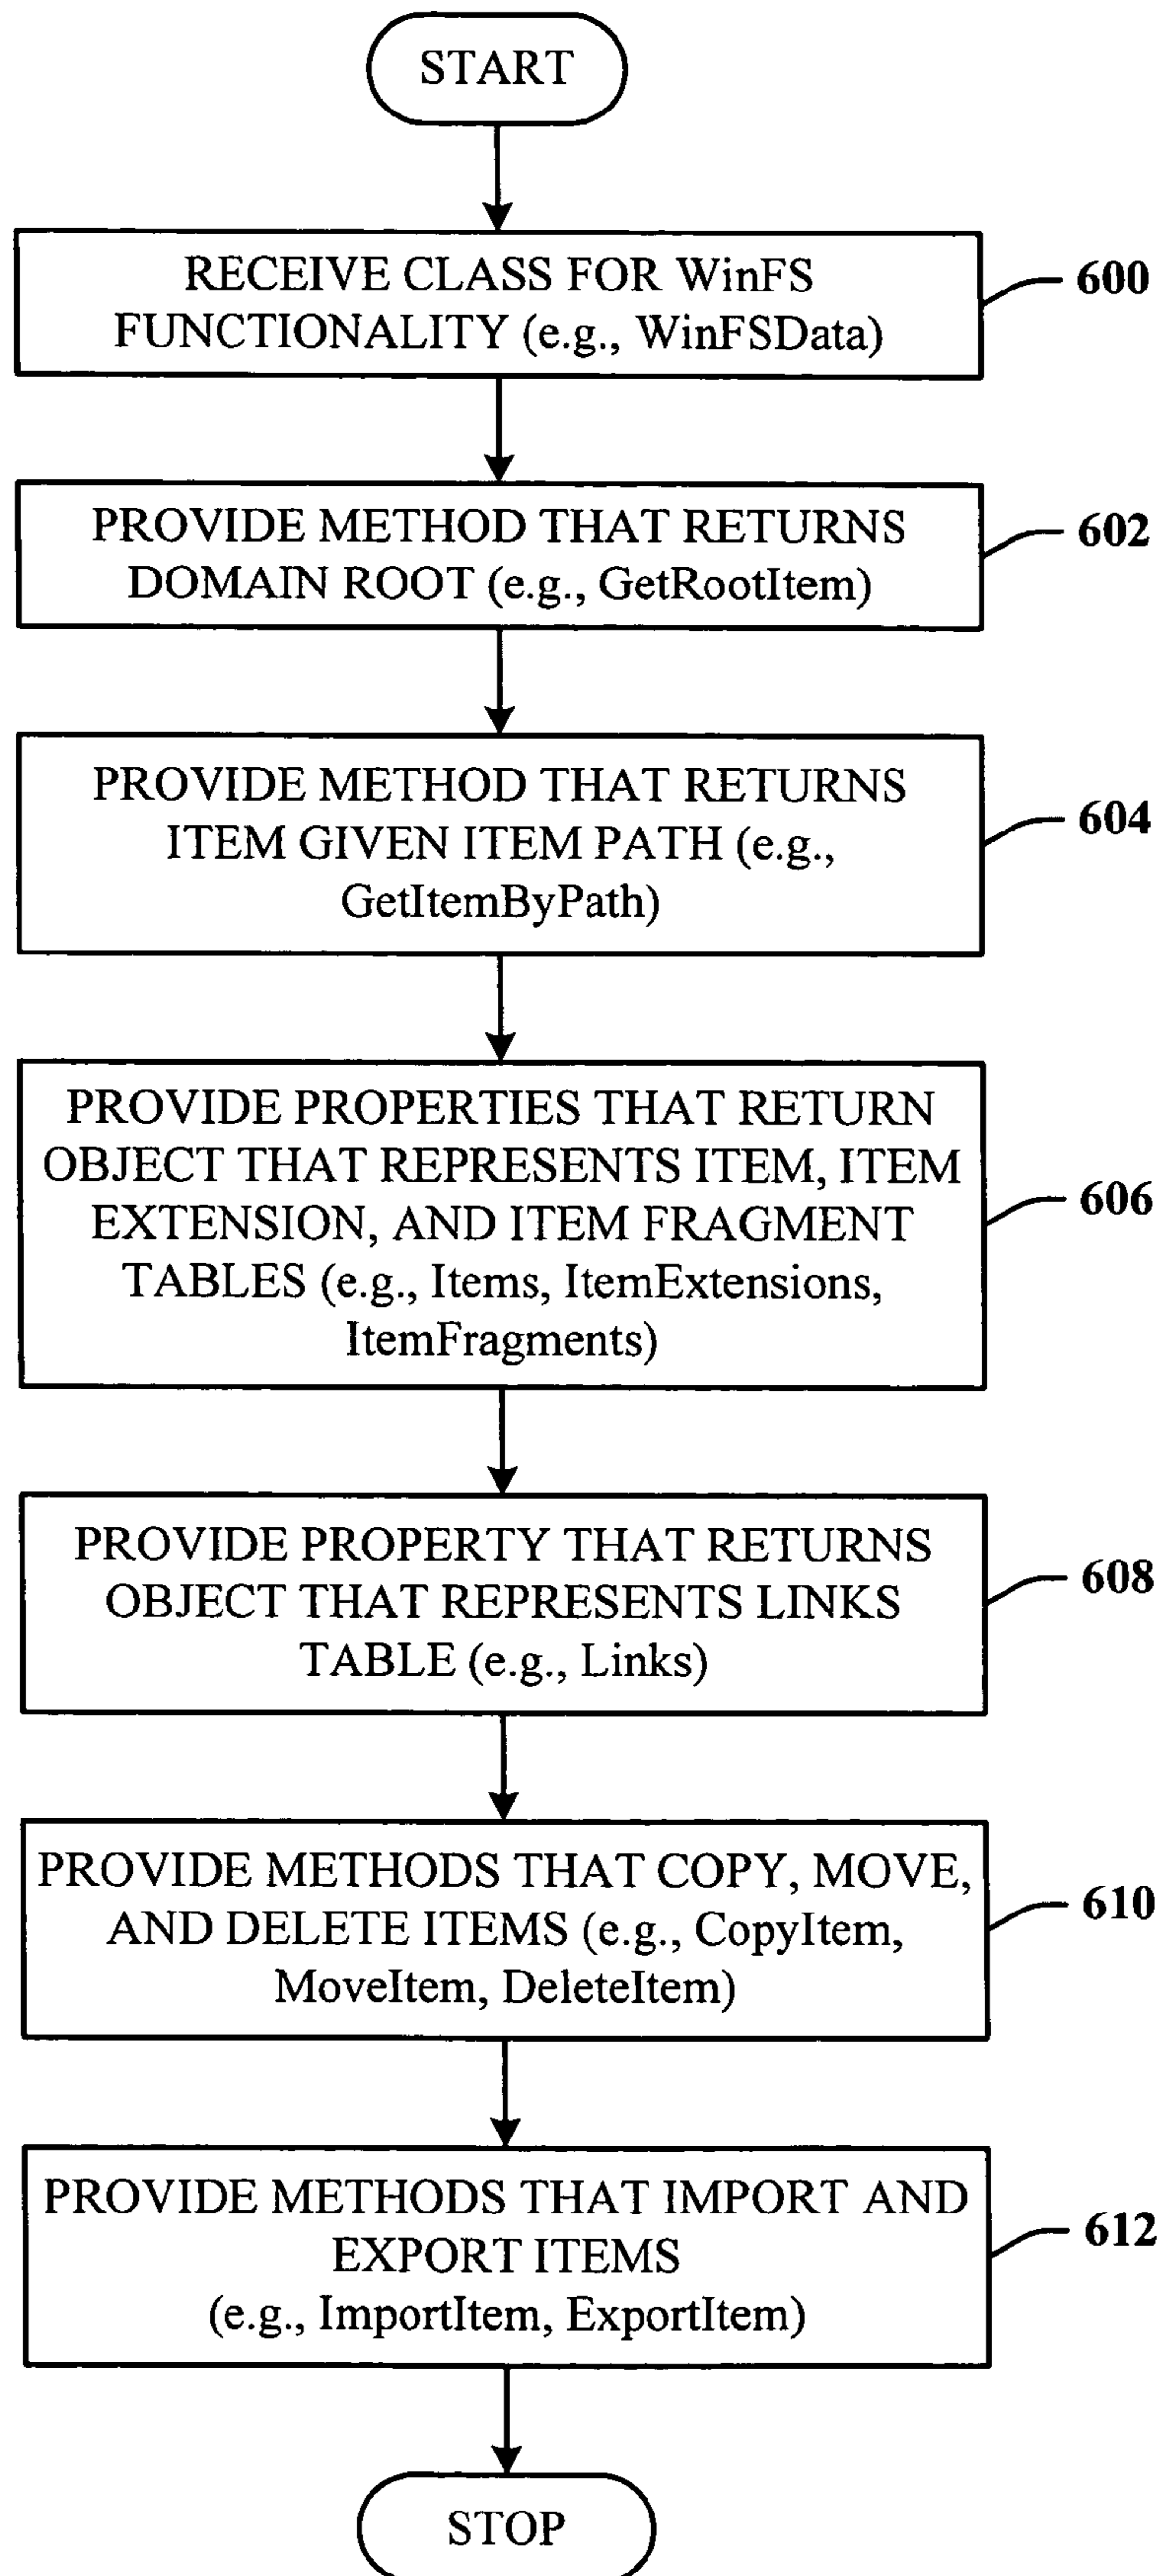 START
RECEIVE CLASS FOR WinFS
FUNCTIONALITY (e.g., WinFSData)
600
PROVIDE METHOD THAT RETURNS
DOMAIN ROOT (e.g., GetRootItem)
602
PROVIDE METHOD THAT RETURNS
ITEM GIVEN ITEM PATH (e.g.,
GetItemByPath)
604
PROVIDE PROPERTIES THAT RETURN
OBJECT THAT REPRESENTS ITEM, ITEM
EXTENSION, AND ITEM FRAGMENT
TABLES (e.g., Items, ItemExtensions,
ItemFragments)
606
PROVIDE PROPERTY THAT RETURNS
OBJECT THAT REPRESENTS LINKS
TABLE (e.g., Links)
608
PROVIDE METHODS THAT COPY, MOVE,
AND DELETE ITEMS (e.g., CopyItem,
MoveItem, DeleteItem)
610
PROVIDE METHODS THAT IMPORT AND
EXPORT ITEMS
(e.g., ImportItem, ExportItem)
612
STOP